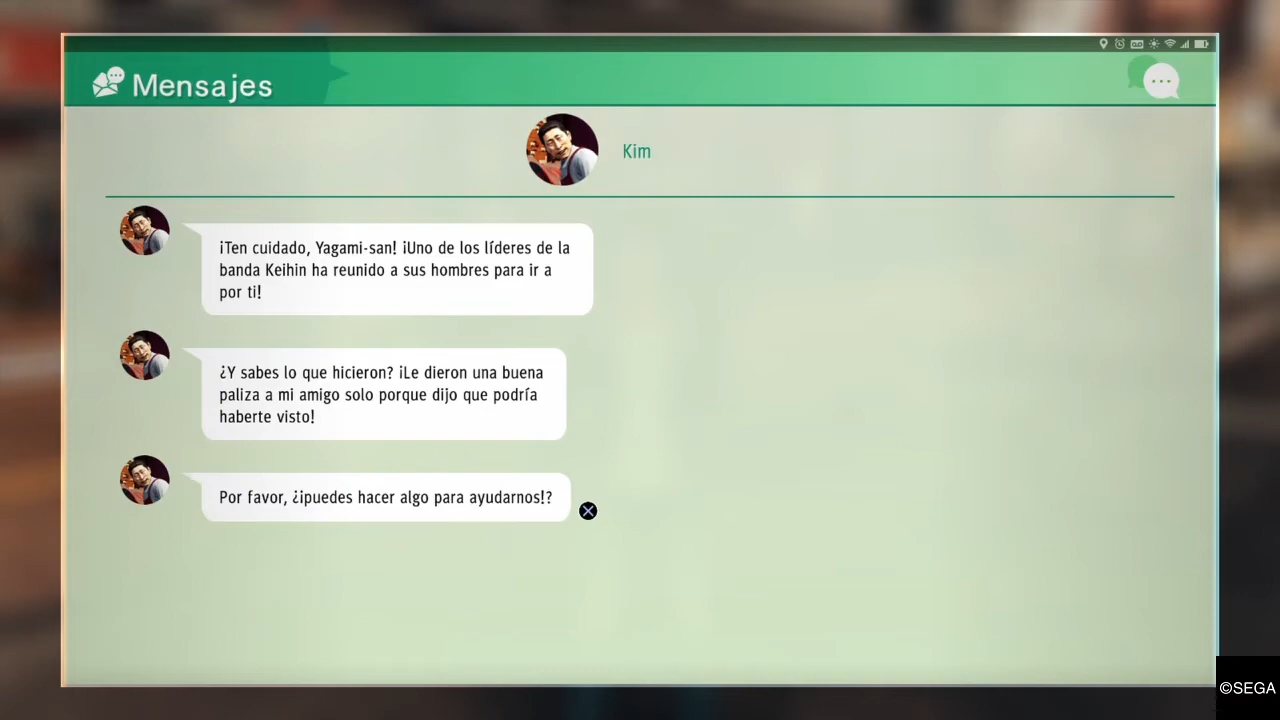 Mensajes
Kim
¡Ten cuidado, Yagami-san! ¡Uno de los líderes de la
banda Keihin ha reunido a sus hombres para ir a
por ti!
¿Y sabes lo que hicieron? ¡Le dieron una buena
paliza a mi amigo solo porque dijo que podría
haberte visto!
Por favor, ¿¡puedes hacer algo para ayudarnos!?
©SEGA